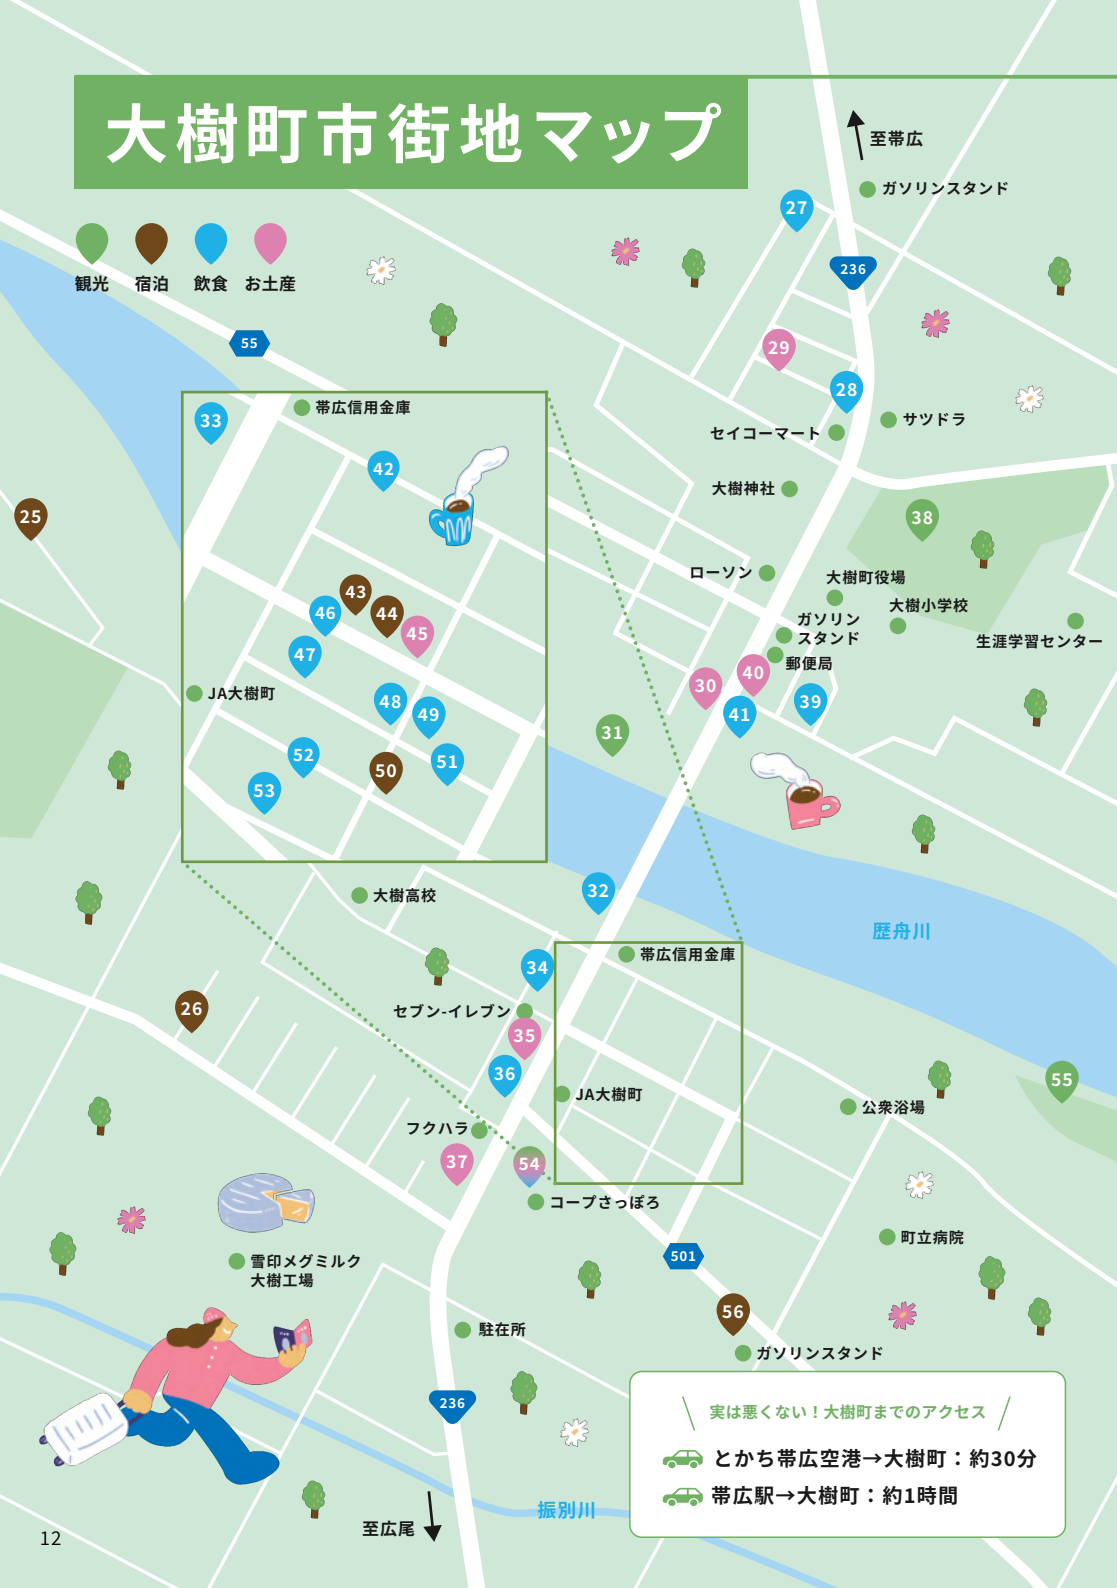 大樹町市街地マップ
至帯広
ガソリンスタンド
27
観光
宿泊
飲食
お土産
236
55
29
28
33
帯広信用金庫
サツドラ
セイコーマート
42
大樹神社
25
38
ローソン
大樹町役場
43
大樹小学校
46
44
ガソリン
スタンド
45
生涯学習センター
47
郵便局
40
30
JA大樹町
48
39
49
41
31
52
51
50
53
32
大樹高校
歴舟川
帯広信用金庫
34
26
セブン-イレブン
35
36
55
JA大樹町
公衆浴場
フクハラ
37
54
コープさっぽろ
町立病院
501
雪印メグミルク
大樹工場
56
駐在所
ガソリンスタンド
236
実は悪くない！大樹町までのアクセス
とかち帯広空港→大樹町：約30分
帯広駅→大樹町：約1時間
振別川
至広尾
12